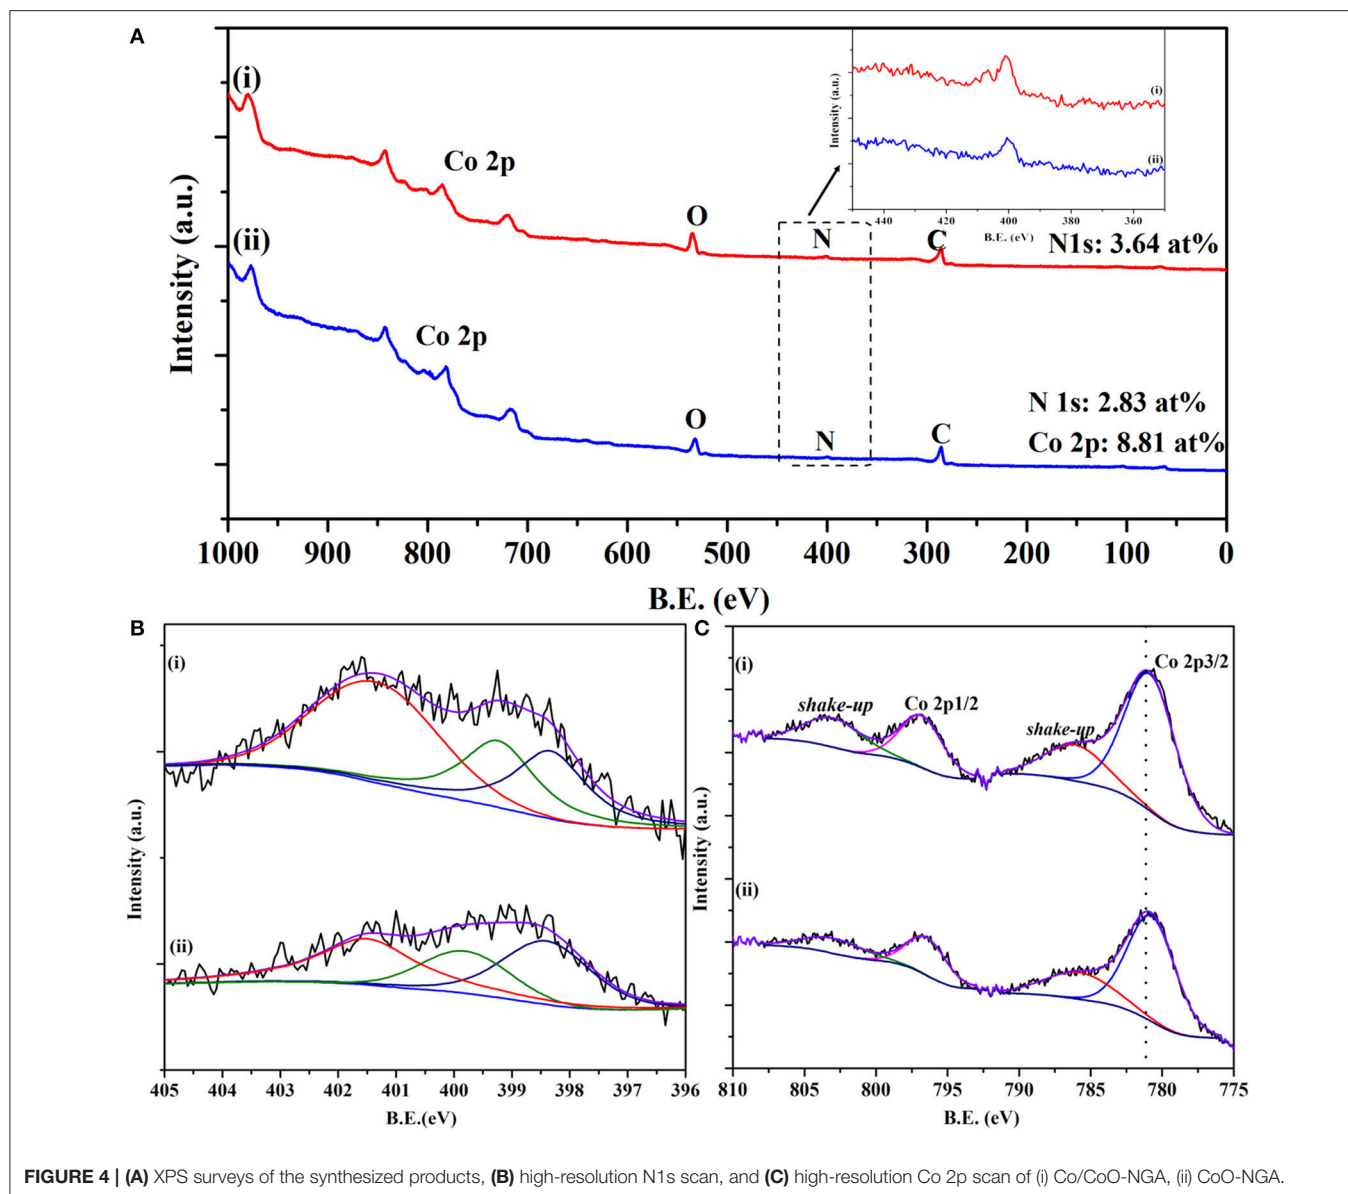 A
(i)
Co 2p
O
N
C
N1s: 3.64 at%
(ii)
Co 2p
O
N
C
N 1s: 2.83 at%
Co 2p: 8.81 at%
Intensity (a.u.)
1000 900 800 700 600 500 400 300 200 100 0
B.E. (eV)
Intensity (a.u.)
(i)
(ii)
440 420 400 380 360
B.E. (eV)
B
(i)
(ii)
Intensity (a.u.)
405 404 403 402 401 400 399 398 397 396
B.E.(eV)
C
(i)
shake-up
Co 2p1/2
shake-up
Co 2p3/2
(ii)
Intensity (a.u.)
810 805 800 795 790 785 780 775
B.E. (eV)
FIGURE 4 | (A) XPS surveys of the synthesized products, (B) high-resolution N1s scan, and (C) high-resolution Co 2p scan of (i) Co/CoO-NGA, (ii) CoO-NGA.